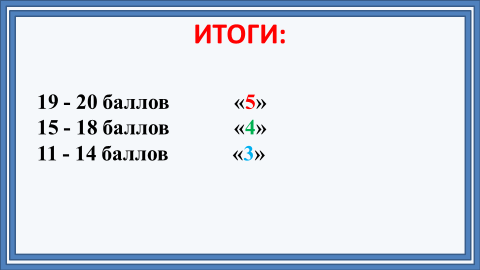 ИТОГИ:
19 - 20 баллов «5»
15 - 18 баллов «4»
11 - 14 баллов «3»